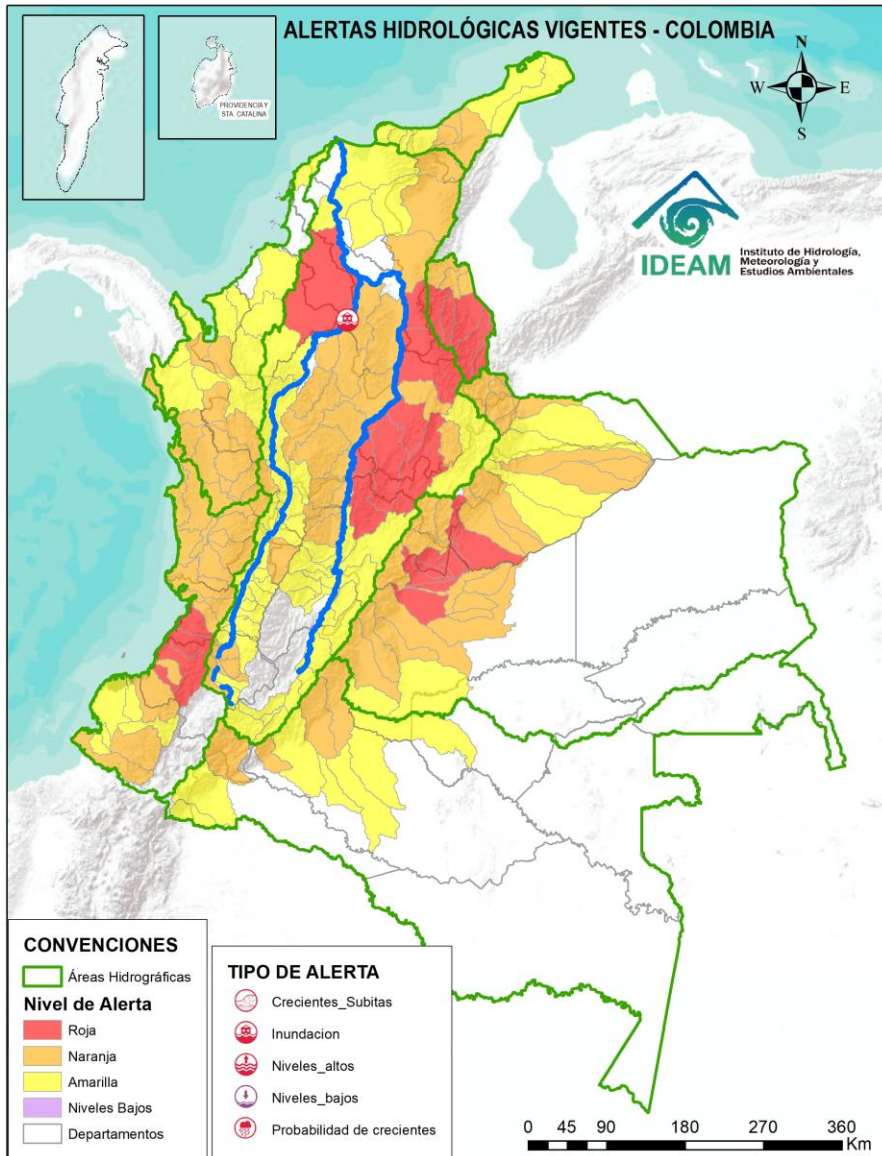 ALERTAS HIDROLÓGICAS VIGENTES - COLOMBIA
PROVIDENCIA Y
STA. CATALINA
N
W
E
S
IDEAM
Instituto de Hidrología,
Meteorología y
Estudios Ambientales
CONVENCIONES
Áreas Hidrográficas
Nivel de Alerta
Roja
Naranja
Amarilla
Niveles Bajos
Departamentos
TIPO DE ALERTA
Crecientes_Subitas
Inundacion
Niveles_altos
Niveles_bajos
Probabilidad de crecientes
0 45 90 180 270 360
Km